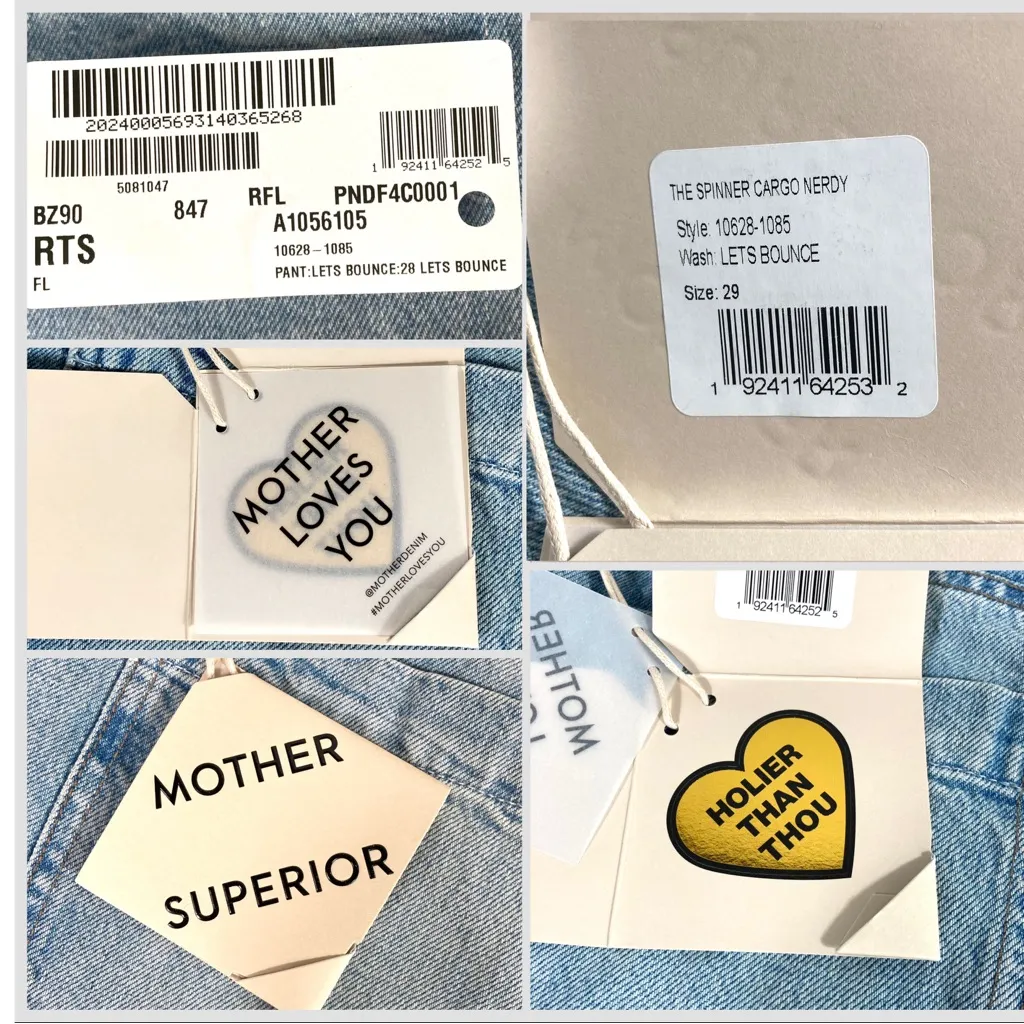 20240005693140365268
5081047
1 92411 64252 5
BZ90
847
RFL
PNDF4C0001
A1056105
RTS
10628-1085
FL
PANT:LETS BOUNCE:28 LETS BOUNCE
THE SPINNER CARGO NERDY
Style: 10628-1085
Wash: LETS BOUNCE
Size: 29
1 92411 64253 2
MOTHER
LOVES
YOU
@MOTHERDENIM
#MOTHERLOVESYOU
MOTHER
SUPERIOR
1 92411 64252 5
MOTHER
HOLIER
THAN
THOU